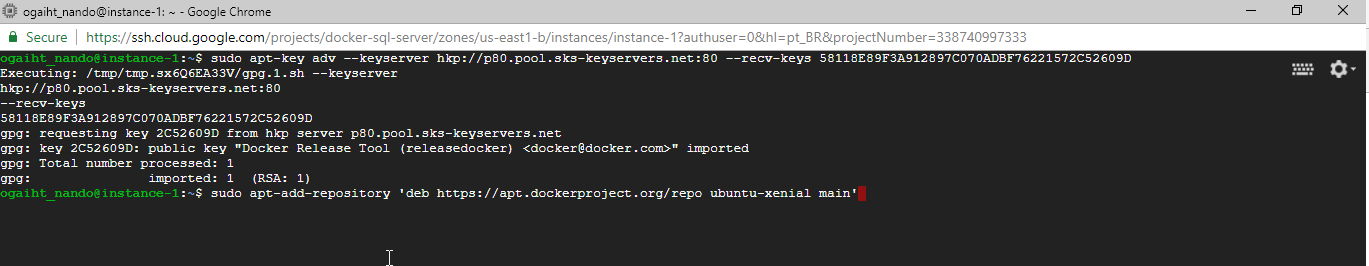 ogaiht_nando@instance-1: ~ - Google Chrome
Secure https://ssh.cloud.google.com/projects/docker-sql-server/zones/us-east1-b/instances/instance-1?authuser=0&hl=pt_BR&projectNumber=338740997333
ogaiht_nando@instance-1:~$ sudo apt-key adv --keyserver hkp://p80.pool.sks-keyservers.net:80 --recv-keys 58118E89F3A912897C070ADBF76221572C52609D
Executing: /tmp/tmp.sx6Q6EA33V/gpg.1.sh --keyserver
hkp://p80.pool.sks-keyservers.net:80
--recv-keys
58118E89F3A912897C070ADBF76221572C52609D
gpg: requesting key 2C52609D from hkp server p80.pool.sks-keyservers.net
gpg: key 2C52609D: public key "Docker Release Tool (releasedocker) <docker@docker.com>" imported
gpg: Total number processed: 1
gpg:               imported: 1  (RSA: 1)
ogaiht_nando@instance-1:~$ sudo apt-add-repository 'deb https://apt.dockerproject.org/repo ubuntu-xenial main'